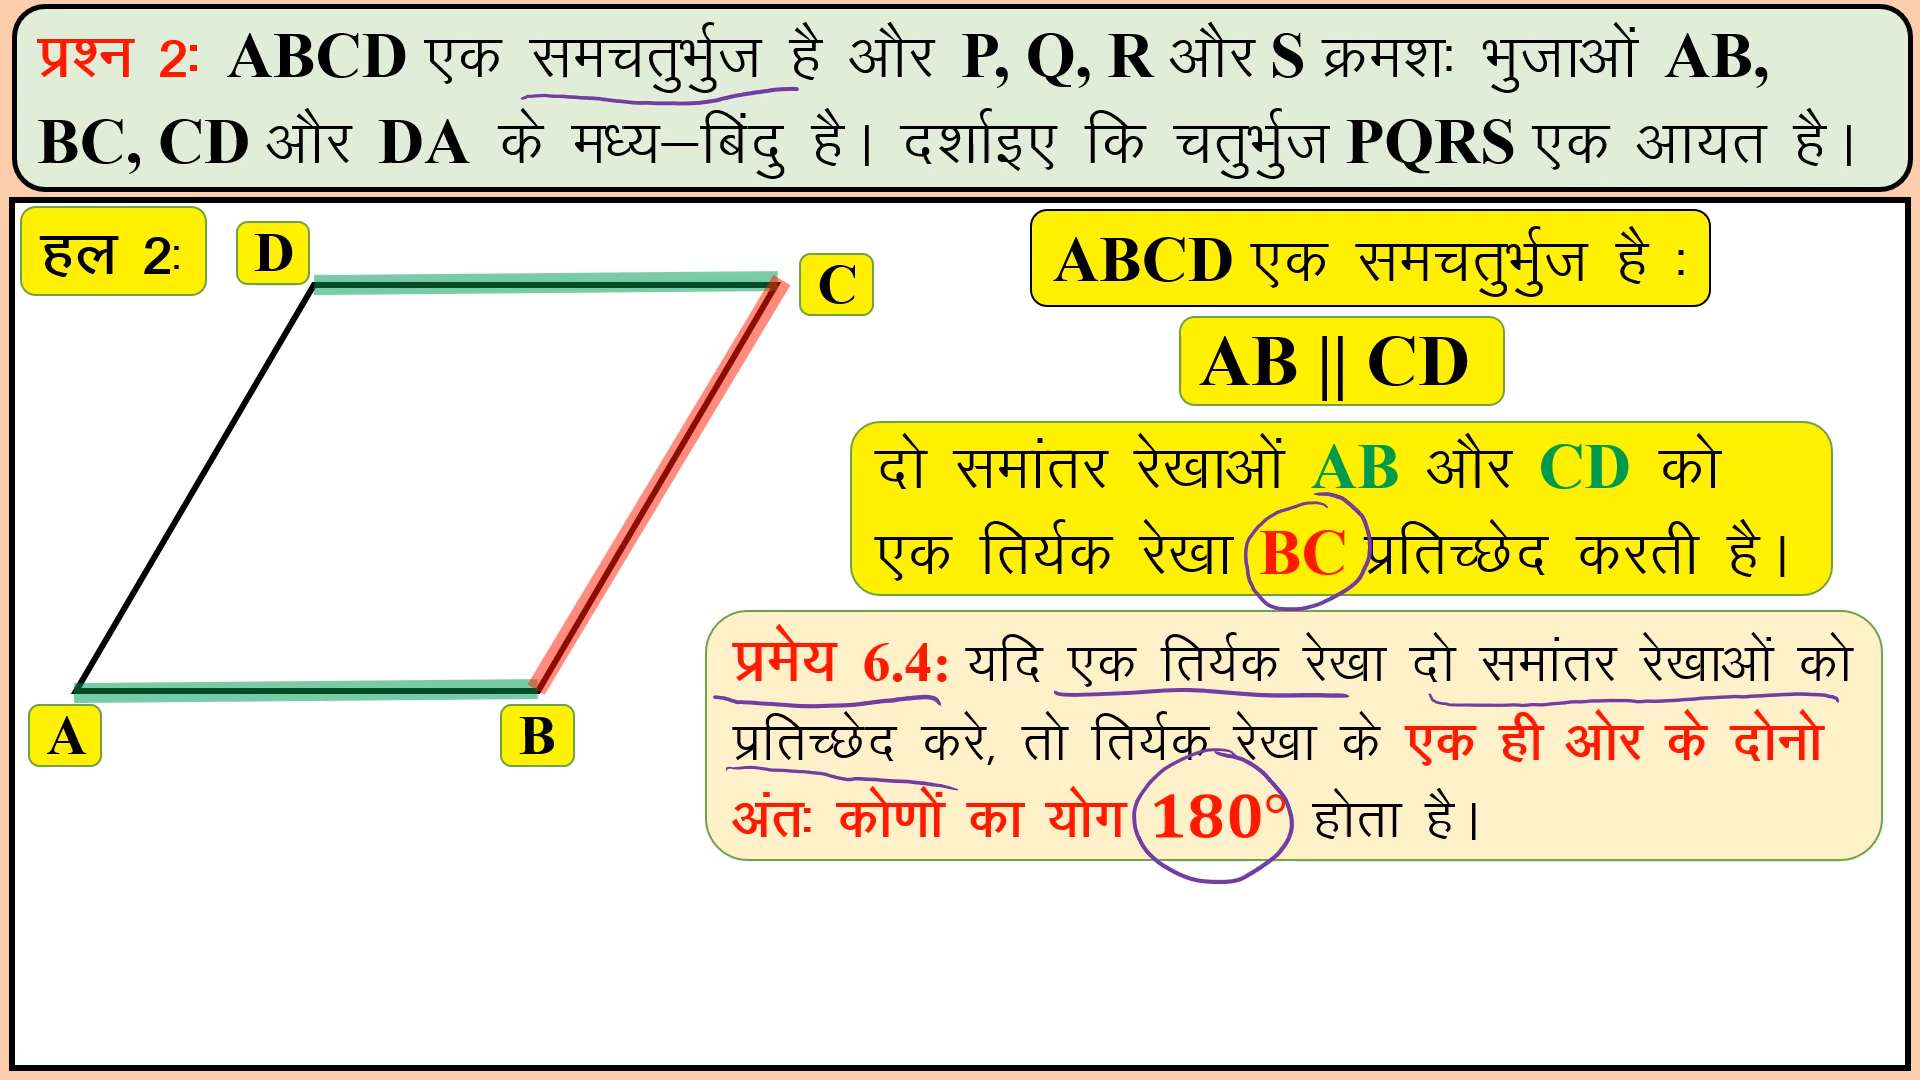 प्रश्न 2: ABCD एक समचतुर्भुज है और P, Q, R और S क्रमशः भुजाओं AB,
BC, CD और DA के मध्य–बिंदु है। दर्शाइए कि चतुर्भुज PQRS एक आयत है।
हल 2:
D
C
A
B
ABCD एक समचतुर्भुज है :
AB || CD
दो समांतर रेखाओं AB और CD को
एक तिर्यक रेखा BC प्रतिच्छेद करती है।
प्रमेय 6.4: यदि एक तिर्यक रेखा दो समांतर रेखाओं को
प्रतिच्छेद करे, तो तिर्यक रेखा के एक ही ओर के दोनो
अंतः कोणों का योग 180° होता है।